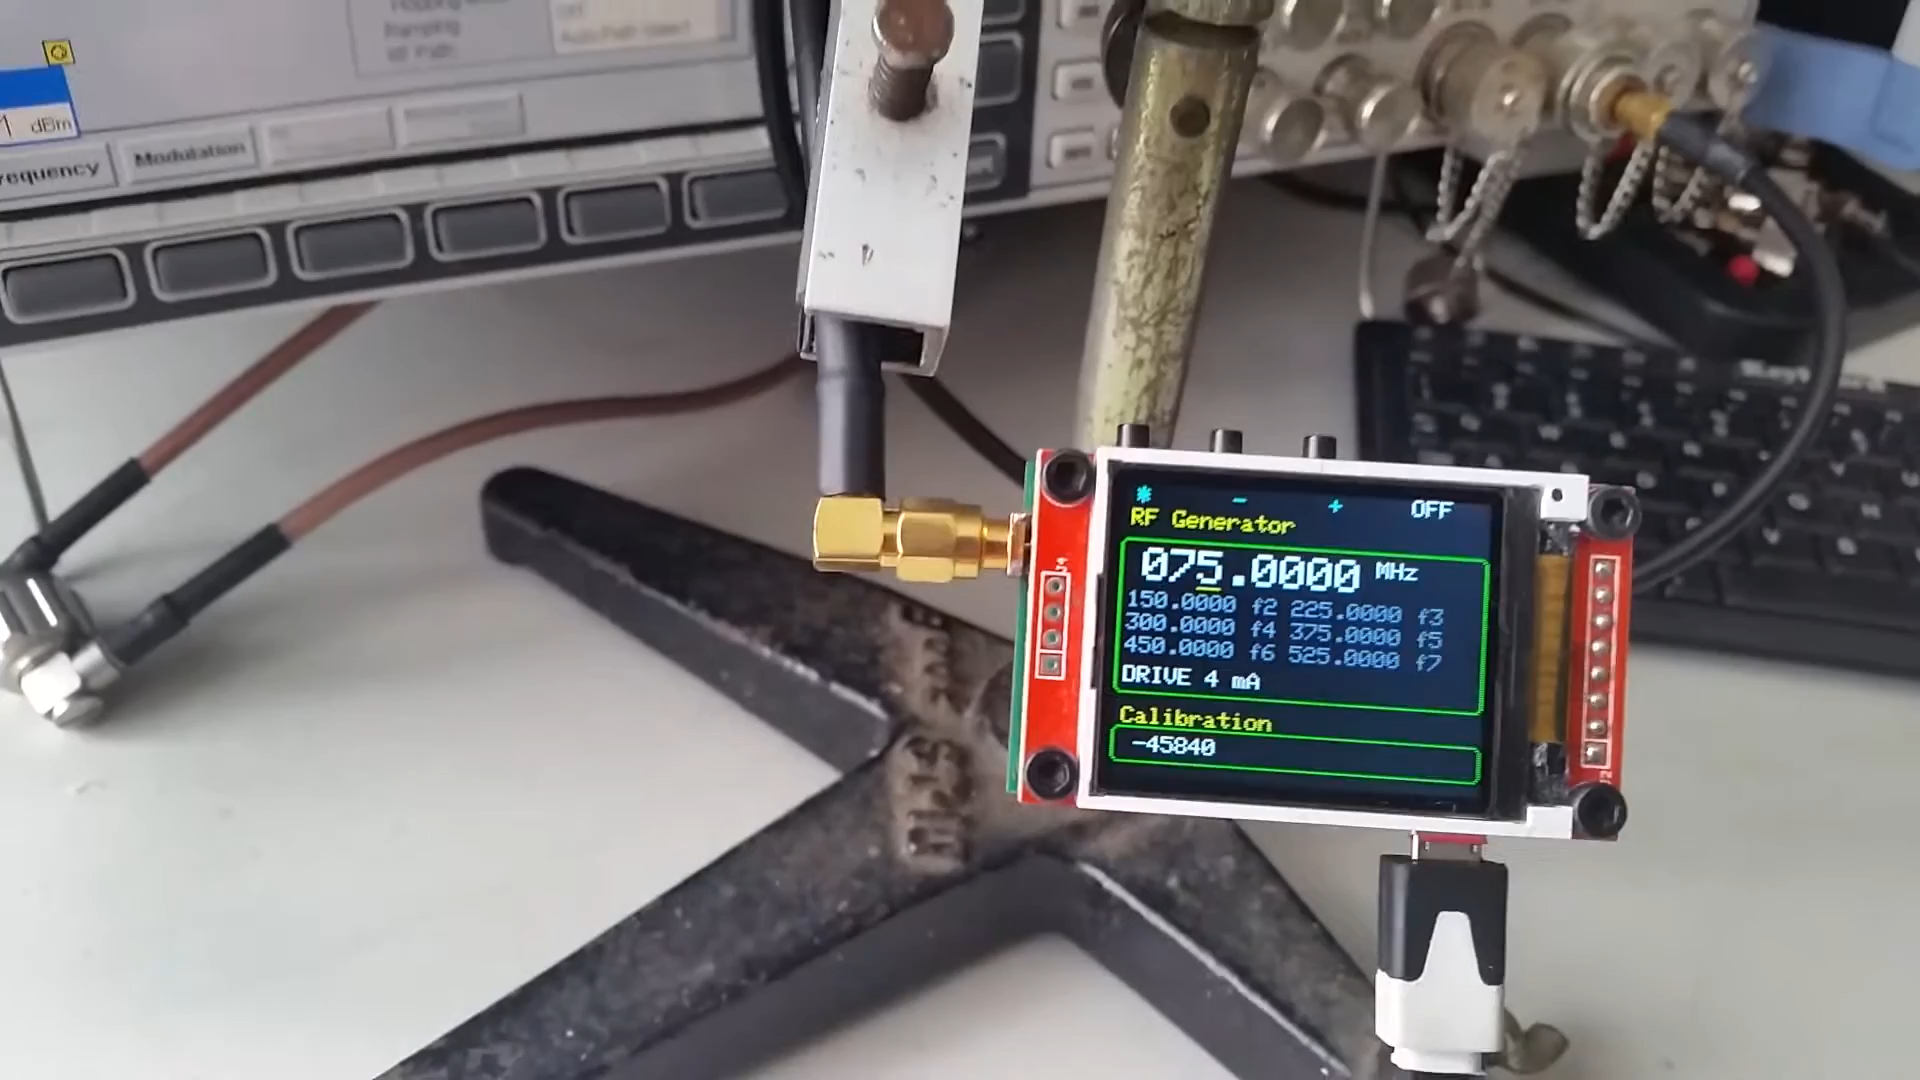 dBm
Modulation
* - + OFF
RF Generator
075.0000 MHz
150.0000 f2 225.0000 f3
300.0000 f4 375.0000 f5
450.0000 f6 525.0000 f7
DRIVE 4 mA
Calibration
-45840